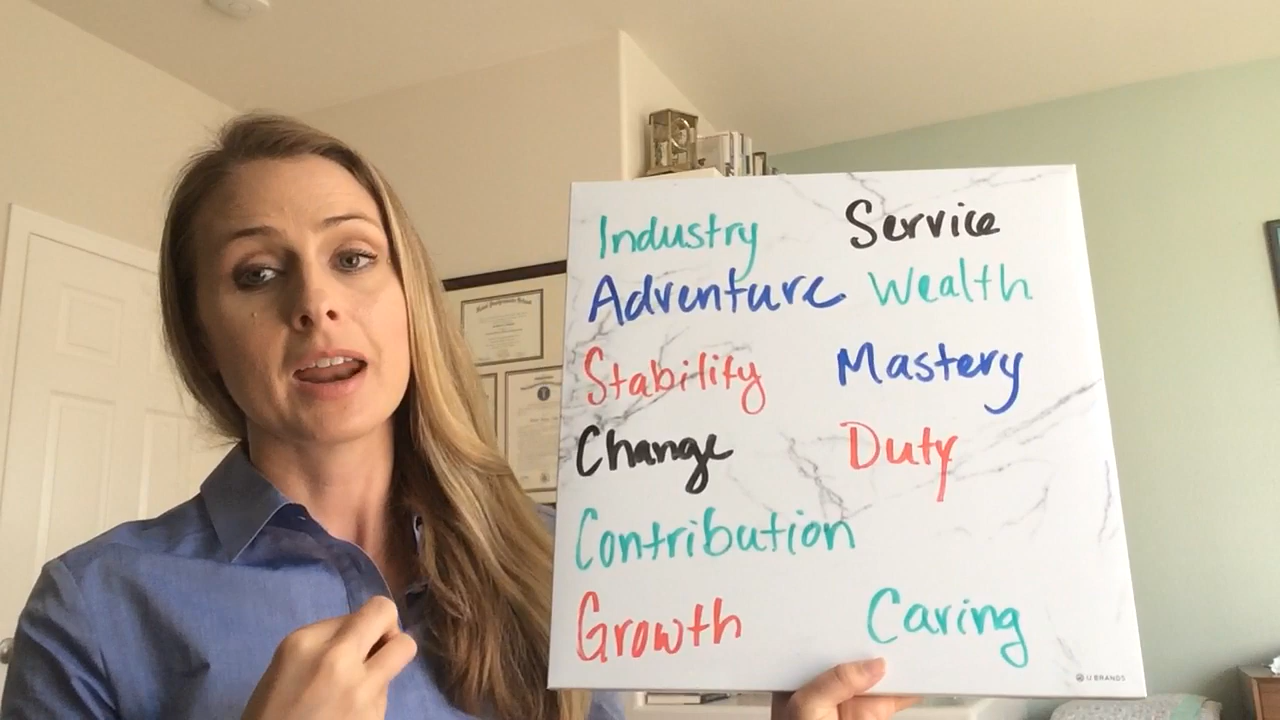 Industry Service
Adventure Wealth
Stability Mastery
Change Duty
Contribution
Growth Caring
U BRANDS